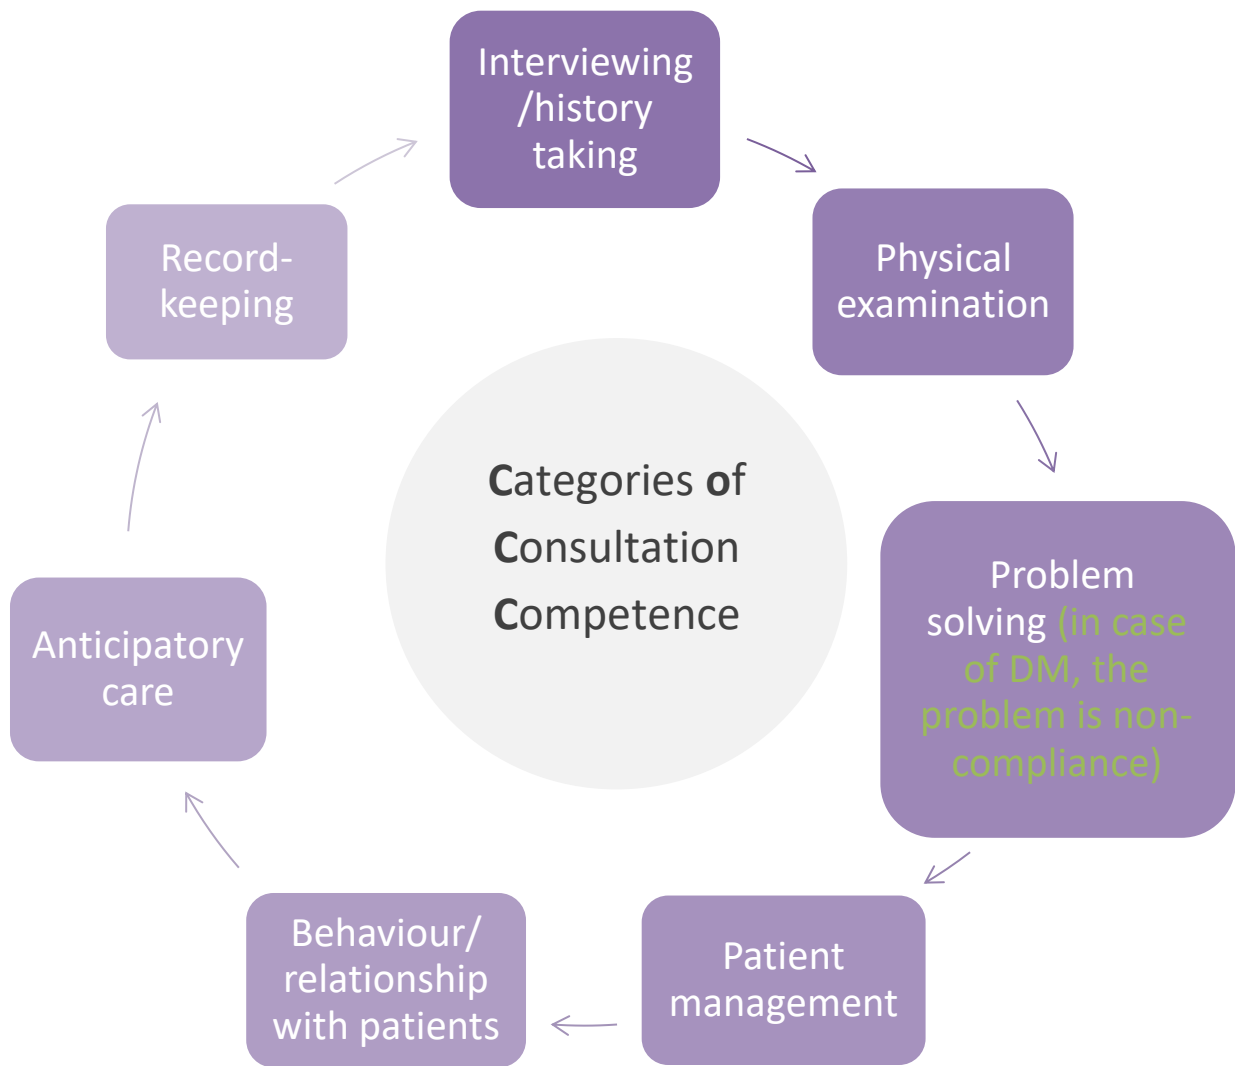 Interviewing
/history
taking
Physical
examination
Problem
solving (in case
of DM, the
problem is non-
compliance)
Patient
management
Behaviour/
relationship
with patients
Anticipatory
care
Record-
keeping
Categories of
Consultation
Competence